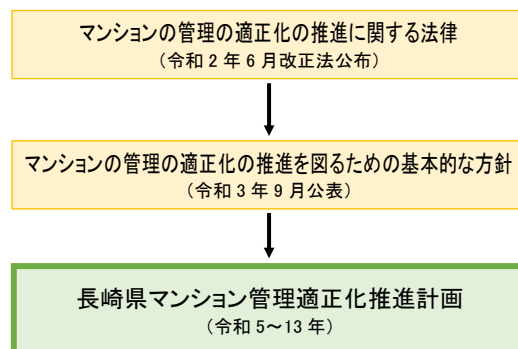 マンションの管理の適正化の推進に関する法律
（令和２年６月改正法公布）
マンションの管理の適正化の推進を図るための基本的な方針
（令和３年９月公表）
長崎県マンション管理適正化推進計画
（令和 5～13 年）